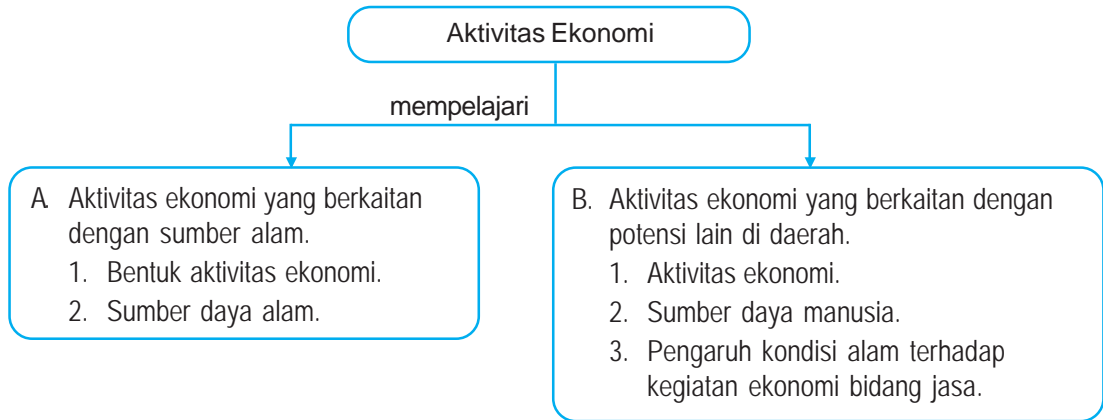 Aktivitas Ekonomi
mempelajari
A. Aktivitas ekonomi yang berkaitan
dengan sumber alam.
1. Bentuk aktivitas ekonomi.
2. Sumber daya alam.
B. Aktivitas ekonomi yang berkaitan dengan
potensi lain di daerah.
1. Aktivitas ekonomi.
2. Sumber daya manusia.
3. Pengaruh kondisi alam terhadap
kegiatan ekonomi bidang jasa.